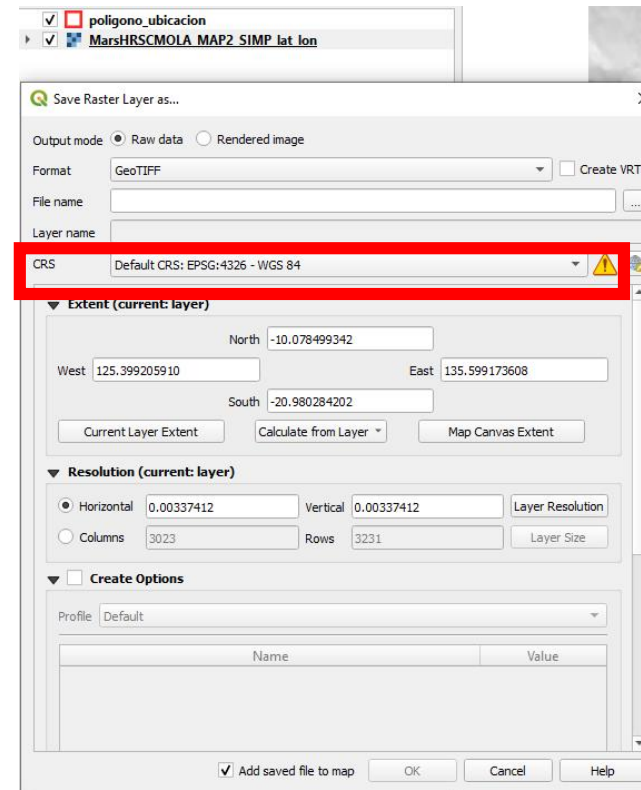 poligono_ubicacion
MarsHRSCMOLA_MAP2_SIMP_lat_lon
Save Raster Layer as...
Output mode Raw data Rendered image
Format GeoTIFF Create VRT
File name ...
Layer name
CRS Default CRS: EPSG:4326 - WGS 84
Extent (current: layer)
North -10.078499342
West 125.399205910 East 135.599173608
South -20.980284202
Current Layer Extent Calculate from Layer Map Canvas Extent
Resolution (current: layer)
Horizontal 0.00337412 Vertical 0.00337412 Layer Resolution
Columns 3023 Rows 3231 Layer Size
Create Options
Profile Default
Name Value
Add saved file to map OK Cancel Help